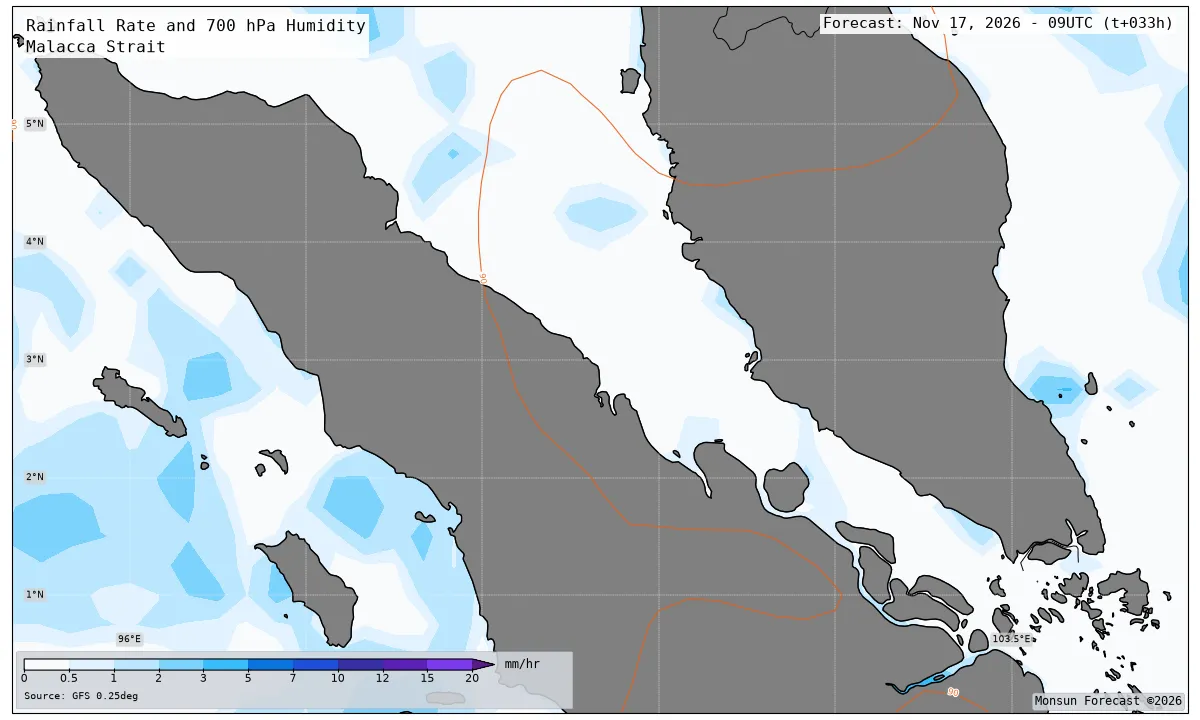 Rainfall Rate and 700 hPa Humidity
Malacca Strait
Forecast: Nov 17, 2026 - 09UTC (t+033h)
90
5°N
4°N
90
3°N
2°N
1°N
96°E
103.5°E
mm/hr
0 0.5 1 2 3 5 7 10 12 15 20
Source: GFS 0.25deg
90
Monsun Forecast ©2026